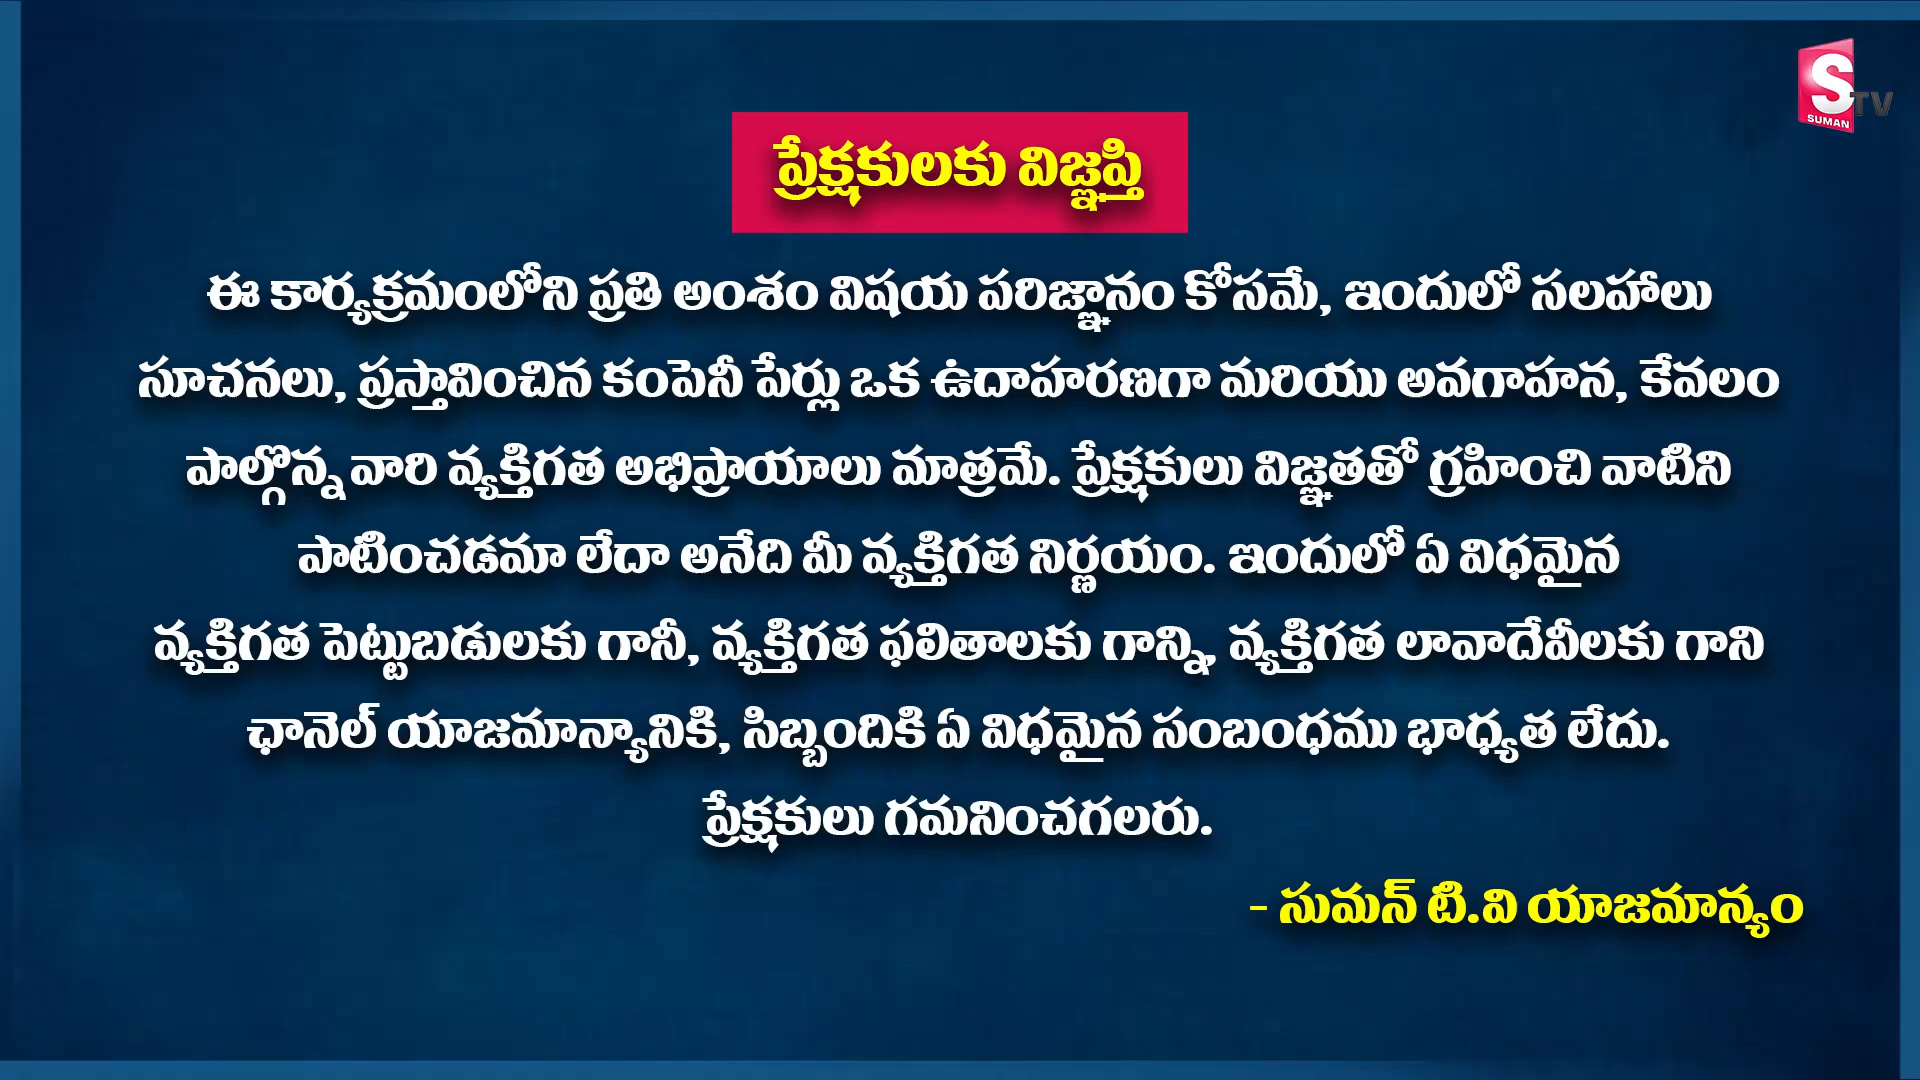 S TV
SUMAN
ప్రేక్షకులకు విజ్ఞప్తి
ఈ కార్యక్రమంలోని ప్రతి అంశం విషయ పరిజ్ఞానం కోసమే, ఇందులో సలహాలు
సూచనలు, ప్రస్తావించిన కంపెనీ పేర్లు ఒక ఉదాహరణగా మరియు అవగాహన, కేవలం
పాల్గొన్న వారి వ్యక్తిగత అభిప్రాయాలు మాత్రమే. ప్రేక్షకులు విజ్ఞతతో గ్రహించి వాటిని
పాటించడమా లేదా అనేది మీ వ్యక్తిగత నిర్ణయం. ఇందులో ఏ విధమైన
వ్యక్తిగత పెట్టుబడులకు గానీ, వ్యక్తిగత ఫలితాలకు గాన్ని, వ్యక్తిగత లావాదేవీలకు గాని
ఛానెల్ యాజమాన్యానికి, సిబ్బందికి ఏ విధమైన సంబంధము భాధ్యత లేదు.
ప్రేక్షకులు గమనించగలరు.
- సుమన్ టి.వి యాజమాన్యం